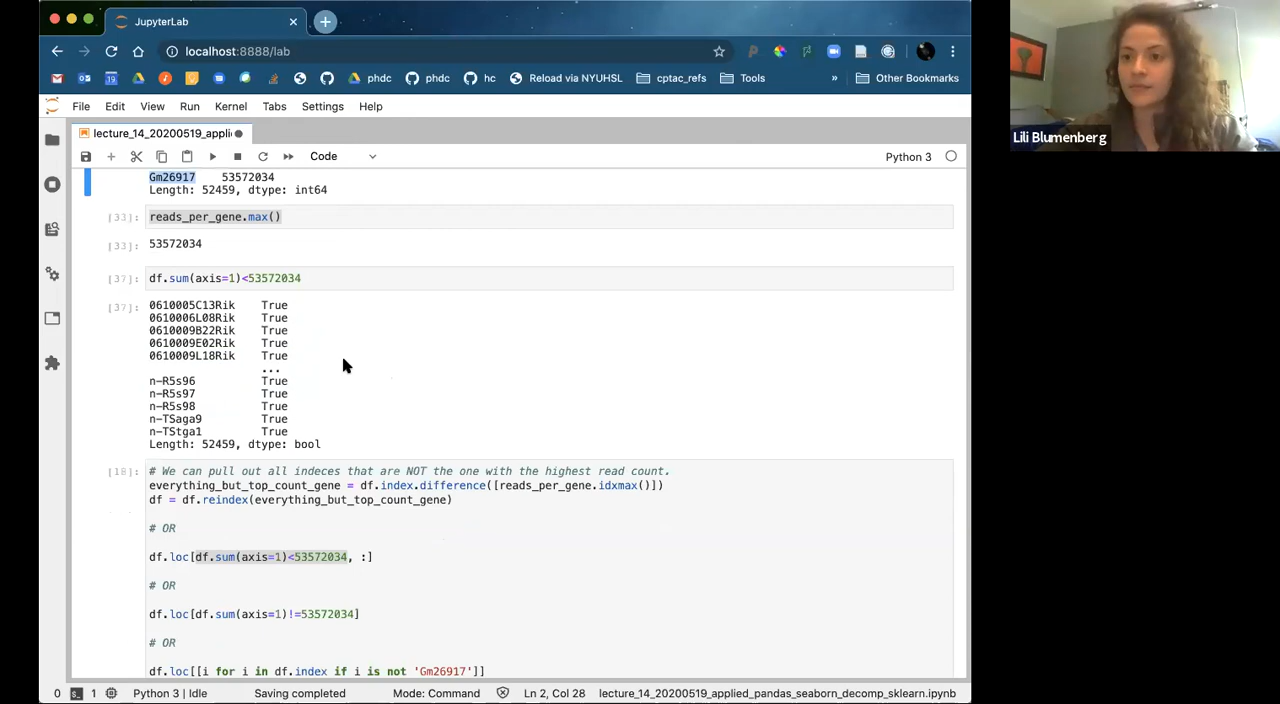 JupyterLab
localhost:8888/lab
phdc phdc hc Reload via NYUHSL cptac_refs Tools » Other Bookmarks
File Edit View Run Kernel Tabs Settings Help
lecture_14_20200519_appli
Code Python 3
Gm26917 53572034
Length: 52459, dtype: int64
[33]: reads_per_gene.max()
[33]: 53572034
[37]: df.sum(axis=1)<53572034
[37]: 0610005C13Rik True
0610006L08Rik True
0610009B22Rik True
0610009E02Rik True
0610009L18Rik True
...
n-R5s96 True
n-R5s97 True
n-R5s98 True
n-TSaga9 True
n-TStga1 True
Length: 52459, dtype: bool
[18]: # We can pull out all indeces that are NOT the one with the highest read count.
everything_but_top_count_gene = df.index.difference([reads_per_gene.idxmax()])
df = df.reindex(everything_but_top_count_gene)
# OR
df.loc[df.sum(axis=1)<53572034, :]
# OR
df.loc[df.sum(axis=1)!=53572034]
# OR
df.loc[[i for i in df.index if i is not 'Gm26917']]
0 1 Python 3 | Idle Saving completed Mode: Command Ln 2, Col 28 lecture_14_20200519_applied_pandas_seaborn_decomp_sklearn.ipynb
Lili Blumenberg